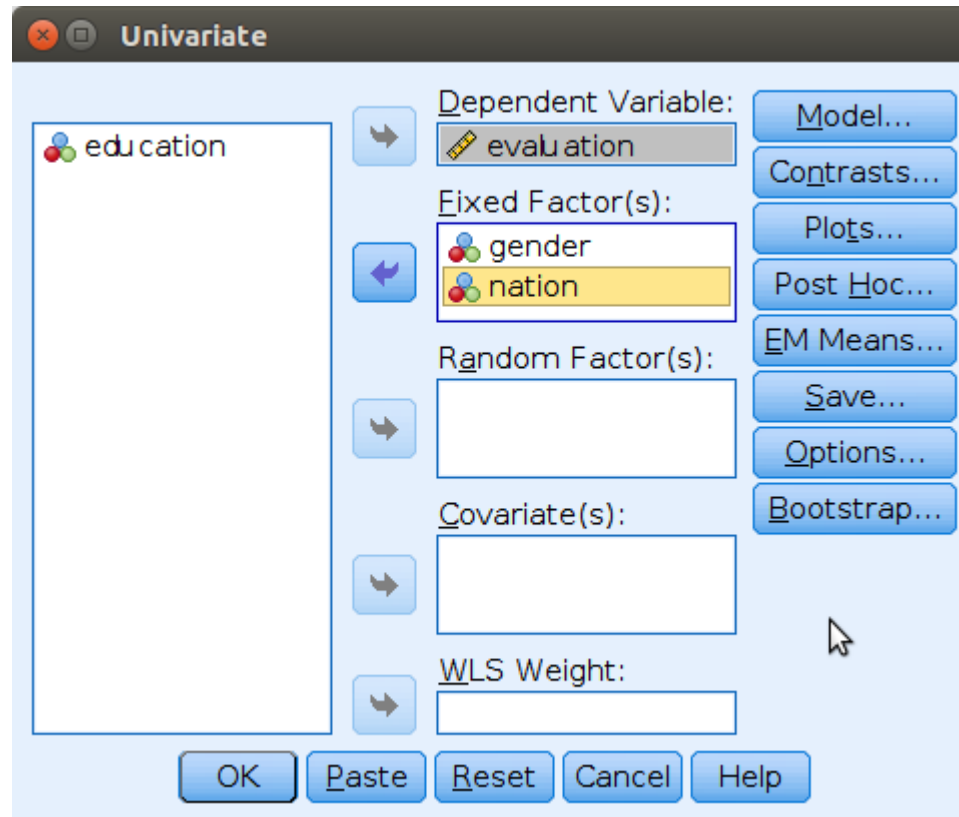 Univariate
education
Dependent Variable:
evaluation
Fixed Factor(s):
gender
nation
Random Factor(s):
Covariate(s):
WLS Weight:
Model...
Contrasts...
Plots...
Post Hoc...
EM Means...
Save...
Options...
Bootstrap...
OK Paste Reset Cancel Help